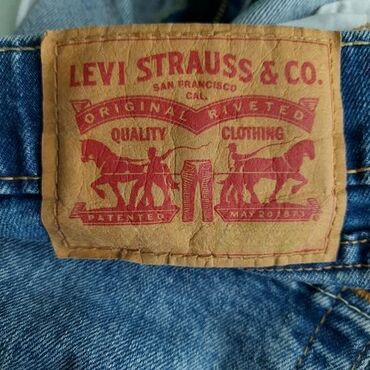 LEVI STRAUSS & CO.
SAN FRANCISCO
CAL.
ORIGINAL RIVETED
QUALITY CLOTHING
PATENTED MAY 20 1873